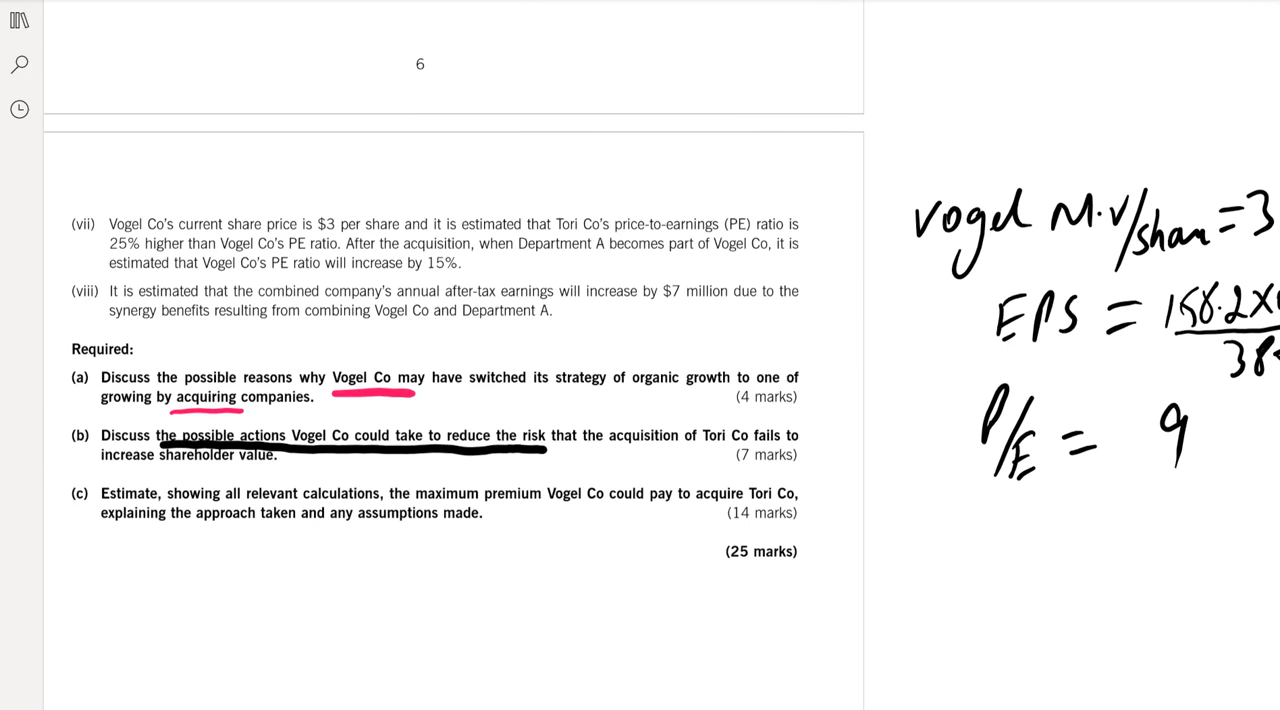 6
(vii) Vogel Co's current share price is $3 per share and it is estimated that Tori Co's price-to-earnings (PE) ratio is
25% higher than Vogel Co's PE ratio. After the acquisition, when Department A becomes part of Vogel Co, it is
estimated that Vogel Co's PE ratio will increase by 15%.
(viii) It is estimated that the combined company's annual after-tax earnings will increase by $7 million due to the
synergy benefits resulting from combining Vogel Co and Department A.
Required:
(a) Discuss the possible reasons why Vogel Co may have switched its strategy of organic growth to one of
growing by acquiring companies. (4 marks)
(b) Discuss the possible actions Vogel Co could take to reduce the risk that the acquisition of Tori Co fails to
increase shareholder value. (7 marks)
(c) Estimate, showing all relevant calculations, the maximum premium Vogel Co could pay to acquire Tori Co,
explaining the approach taken and any assumptions made. (14 marks)
(25 marks)
Vogel M.V/share = 3
EPS = 158.2x
38
P/E = 9